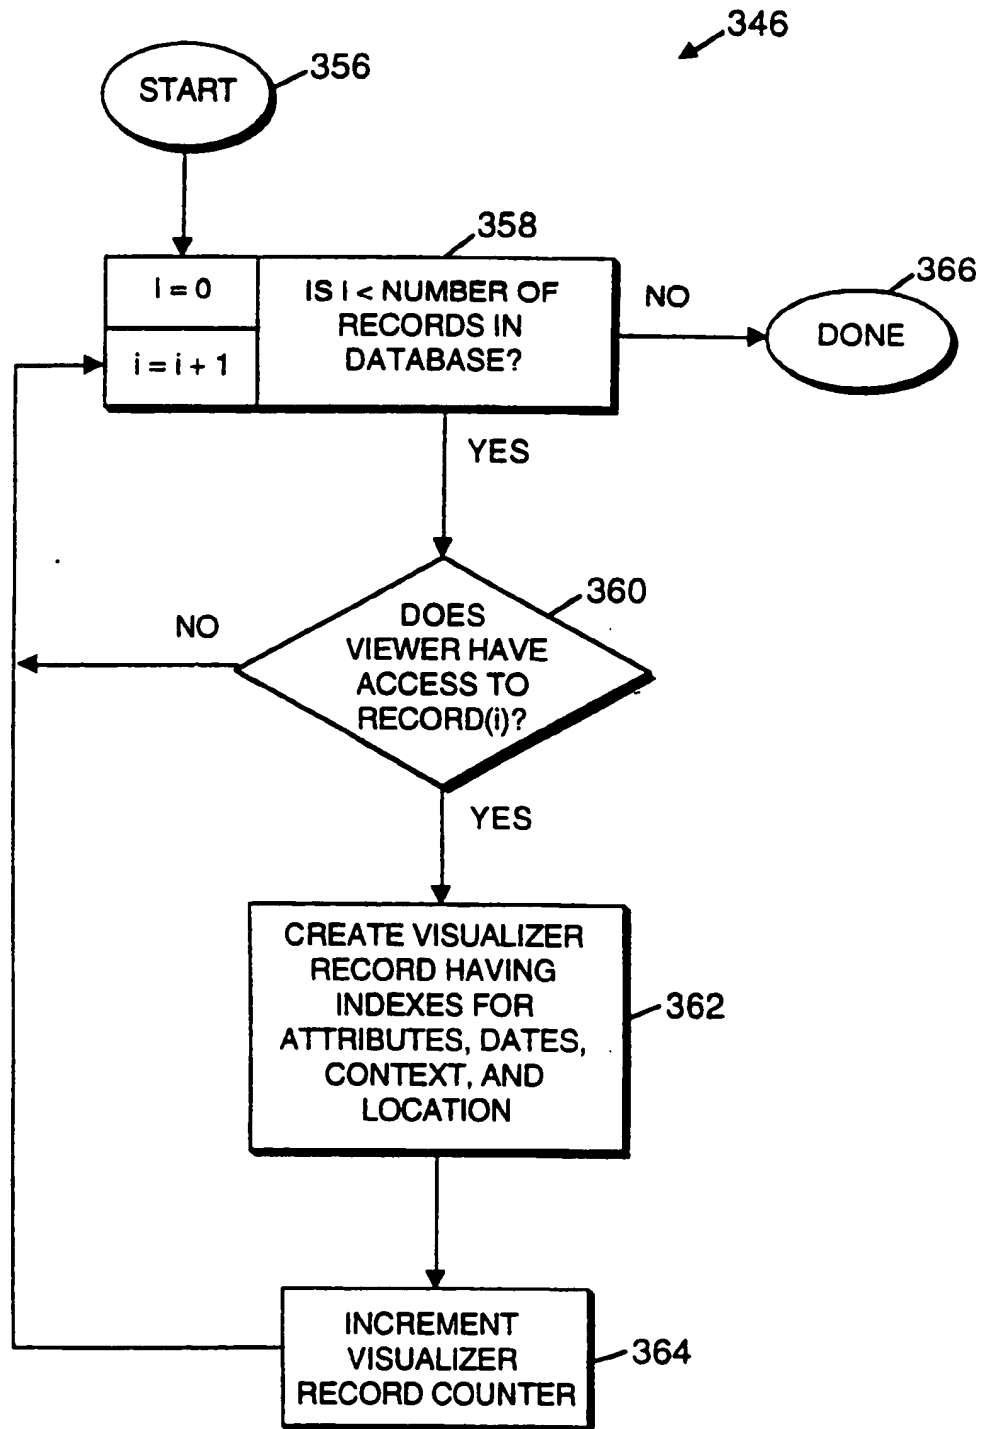 346
START
356
358
I = 0
IS I < NUMBER OF
RECORDS IN
DATABASE?
i = i + 1
NO
366
DONE
YES
360
DOES
VIEWER HAVE
ACCESS TO
RECORD(i)?
NO
YES
CREATE VISUALIZER
RECORD HAVING
INDEXES FOR
ATTRIBUTES, DATES,
CONTEXT, AND
LOCATION
362
INCREMENT
VISUALIZER
RECORD COUNTER
364